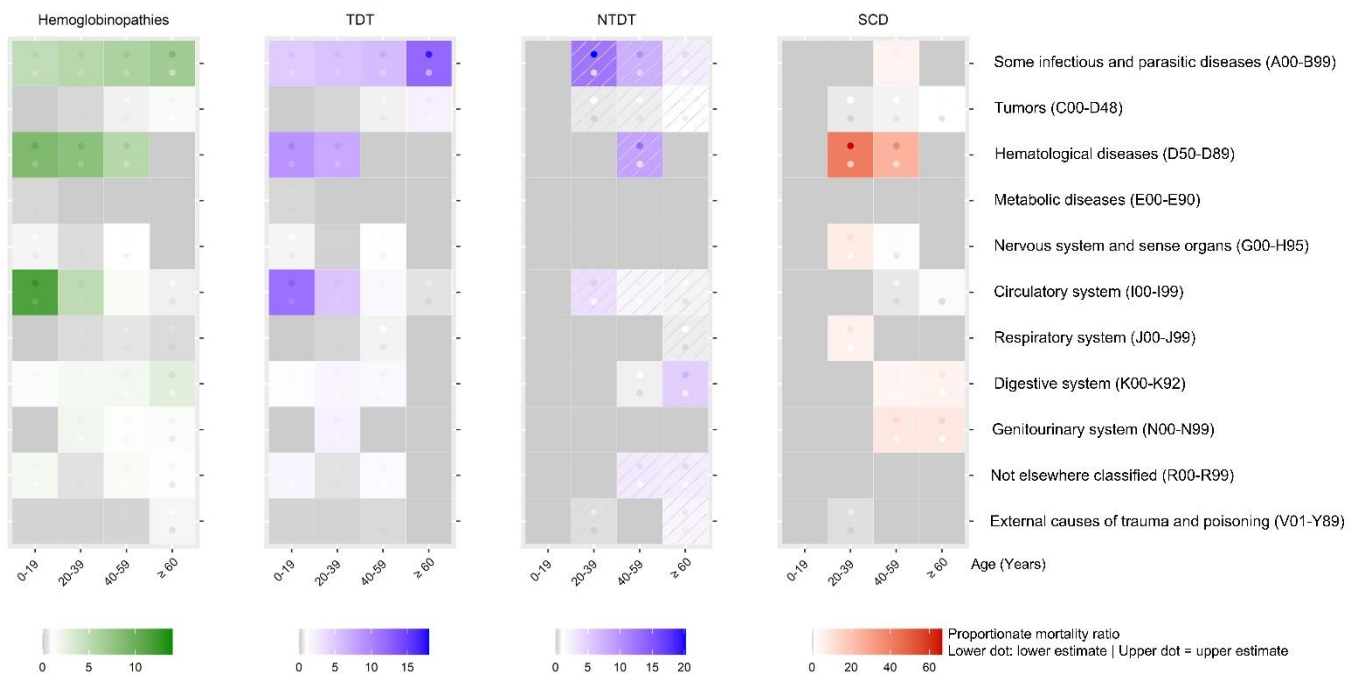 Hemoglobinopathies
TDT
NTDT
SCD
Some infectious and parasitic diseases (A00-B99)
Tumors (C00-D48)
Hematological diseases (D50-D89)
Metabolic diseases (E00-E90)
Nervous system and sense organs (G00-H95)
Circulatory system (I00-I99)
Respiratory system (J00-J99)
Digestive system (K00-K92)
Genitourinary system (N00-N99)
Not elsewhere classified (R00-R99)
External causes of trauma and poisoning (V01-Y89)
0-19 20-39 40-59 ≥ 60
0-19 20-39 40-59 ≥ 60
0-19 20-39 40-59 ≥ 60
0-19 20-39 40-59 ≥ 60
Age (Years)
0 5 10
0 5 10 15
0 5 10 15 20
0 20 40 60
Proportionate mortality ratio
Lower dot: lower estimate | Upper dot = upper estimate